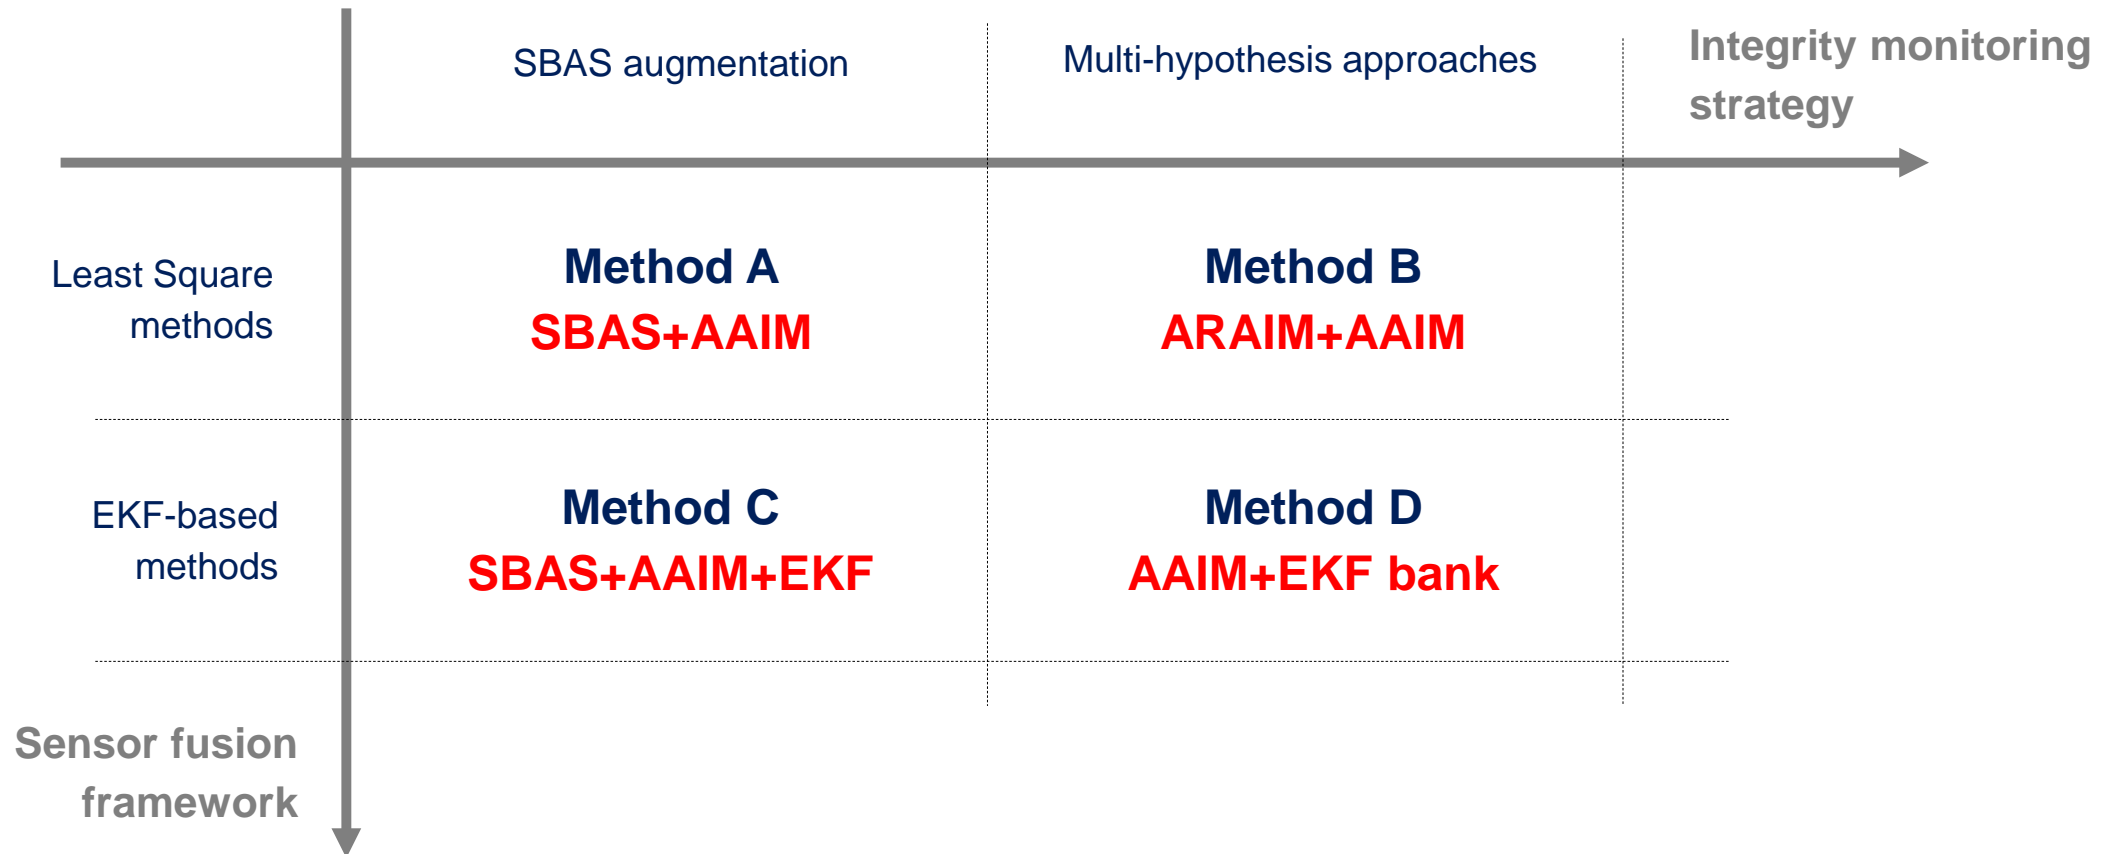 SBAS augmentation
Multi-hypothesis approaches
Integrity monitoring
strategy
Least Square
methods
Method A
SBAS+AAIM
Method B
ARAIM+AAIM
EKF-based
methods
Method C
SBAS+AAIM+EKF
Method D
AAIM+EKF bank
Sensor fusion
framework